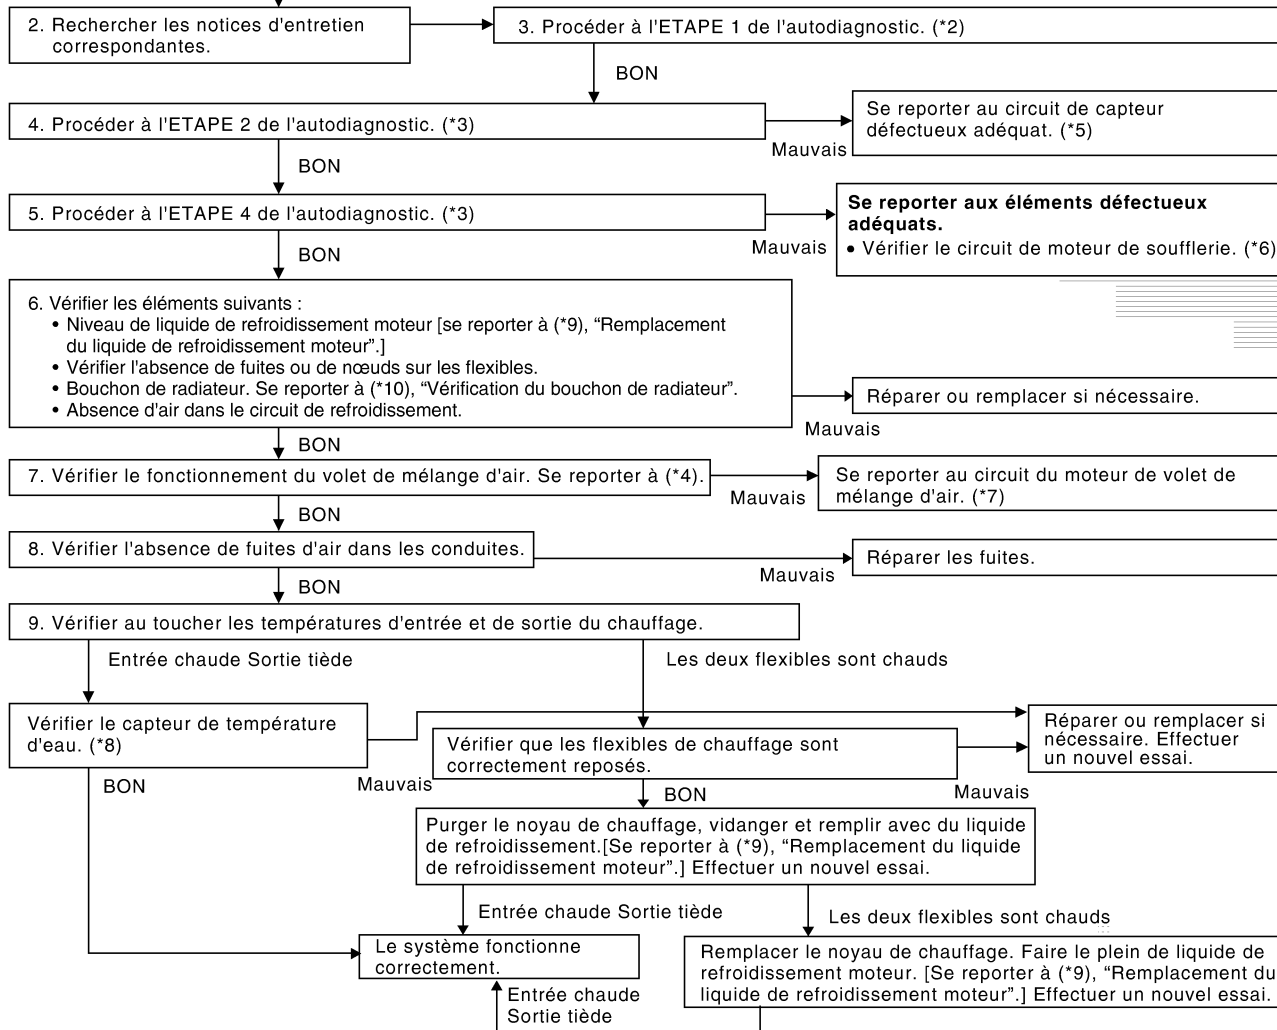 2. Rechercher les notices d'entretien
correspondantes.
3. Procéder à l'ETAPE 1 de l'autodiagnostic. (*2)
BON
4. Procéder à l'ETAPE 2 de l'autodiagnostic. (*3)
Mauvais
Se reporter au circuit de capteur
défectueux adéquat. (*5)
BON
5. Procéder à l'ETAPE 4 de l'autodiagnostic. (*3)
Mauvais
Se reporter aux éléments défectueux
adéquats.
• Vérifier le circuit de moteur de soufflerie. (*6)
BON
6. Vérifier les éléments suivants :
• Niveau de liquide de refroidissement moteur [se reporter à (*9), “Remplacement
du liquide de refroidissement moteur”.]
• Vérifier l'absence de fuites ou de nœuds sur les flexibles.
• Bouchon de radiateur. Se reporter à (*10), “Vérification du bouchon de radiateur”.
• Absence d'air dans le circuit de refroidissement.
Mauvais
Réparer ou remplacer si nécessaire.
BON
7. Vérifier le fonctionnement du volet de mélange d'air. Se reporter à (*4).
Mauvais
Se reporter au circuit du moteur de volet de
mélange d'air. (*7)
BON
8. Vérifier l'absence de fuites d'air dans les conduites.
Mauvais
Réparer les fuites.
BON
9. Vérifier au toucher les températures d'entrée et de sortie du chauffage.
Entrée chaude Sortie tiède
Les deux flexibles sont chauds
Vérifier le capteur de température
d'eau. (*8)
Mauvais
BON
Vérifier que les flexibles de chauffage sont
correctement reposés.
Mauvais
Réparer ou remplacer si
nécessaire. Effectuer
un nouvel essai.
BON
Purger le noyau de chauffage, vidanger et remplir avec du liquide
de refroidissement.[Se reporter à (*9), “Remplacement du liquide
de refroidissement moteur”.] Effectuer un nouvel essai.
Entrée chaude Sortie tiède
Les deux flexibles sont chauds
Le système fonctionne
correctement.
Remplacer le noyau de chauffage. Faire le plein de liquide de
refroidissement moteur. [Se reporter à (*9), “Remplacement du
liquide de refroidissement moteur”.] Effectuer un nouvel essai.
Entrée chaude
Sortie tiède